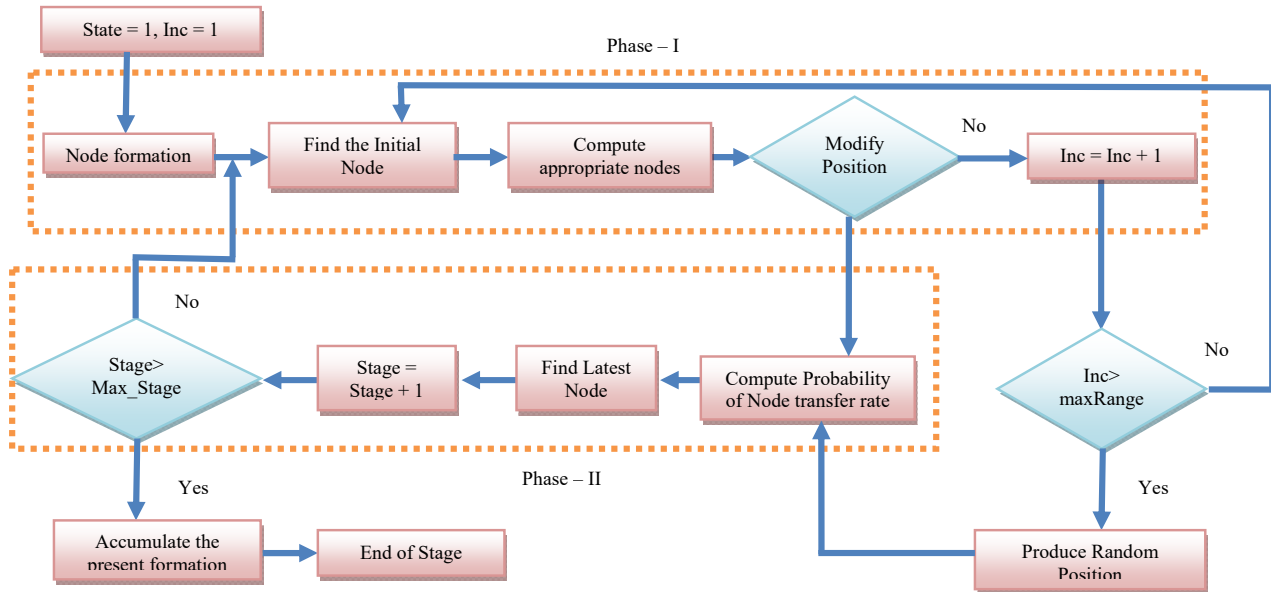 State = 1, Inc = 1
Phase – I
Node formation
Find the Initial
Node
Compute
appropriate nodes
Modify
Position
No
Inc = Inc + 1
No
Stage>
Max_Stage
Stage =
Stage + 1
Find Latest
Node
Compute Probability
of Node transfer rate
Inc>
maxRange
No
Yes
Phase – II
Yes
Accumulate the
present formation
End of Stage
Produce Random
Position